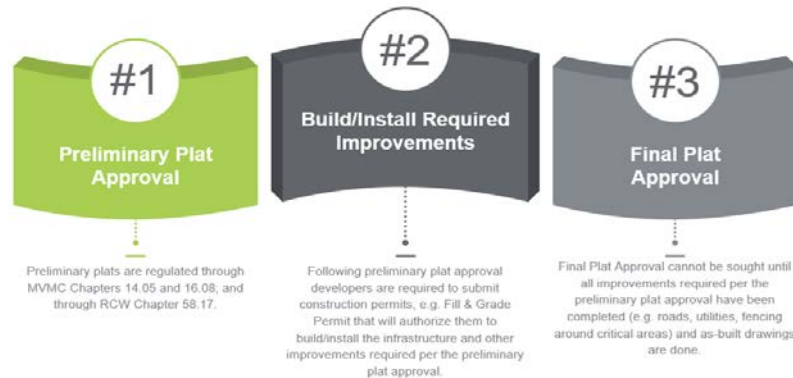 #1
Preliminary Plat
Approval
Preliminary plats are regulated through
MVMC Chapters 14.05 and 16.08; and
through RCW Chapter 58.17.
#2
Build/Install Required
Improvements
Following preliminary plat approval
developers are required to submit
construction permits, e.g. Fill & Grade
Permit that will authorize them to
build/install the infrastructure and other
improvements required per the preliminary
plat approval.
#3
Final Plat
Approval
Final Plat Approval cannot be sought until
all improvements required per the
preliminary plat approval have been
completed (e.g. roads, utilities, fencing
around critical areas) and as-built drawings
are done.